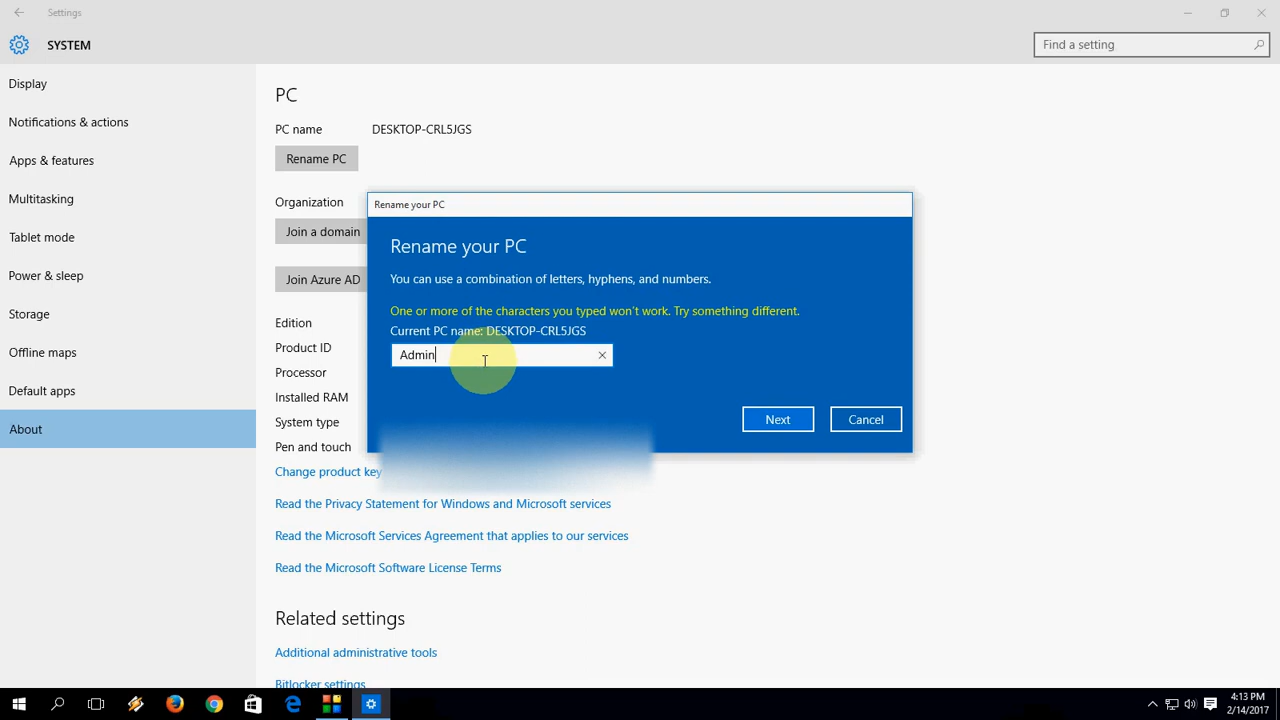 Settings
SYSTEM
Find a setting
Display
Notifications & actions
Apps & features
Multitasking
Tablet mode
Power & sleep
Storage
Offline maps
Default apps
About
PC
PC name DESKTOP-CRL5JGS
Rename PC
Organization
Join a domain
Join Azure AD
Edition
Product ID
Processor
Installed RAM
System type
Pen and touch
Change product key
Read the Privacy Statement for Windows and Microsoft services
Read the Microsoft Services Agreement that applies to our services
Read the Microsoft Software License Terms
Related settings
Additional administrative tools
Bitlocker settings
Rename your PC
Rename your PC
You can use a combination of letters, hyphens, and numbers.
One or more of the characters you typed won't work. Try something different.
Current PC name: DESKTOP-CRL5JGS
Admin
Next
Cancel
4:13 PM
2/14/2017